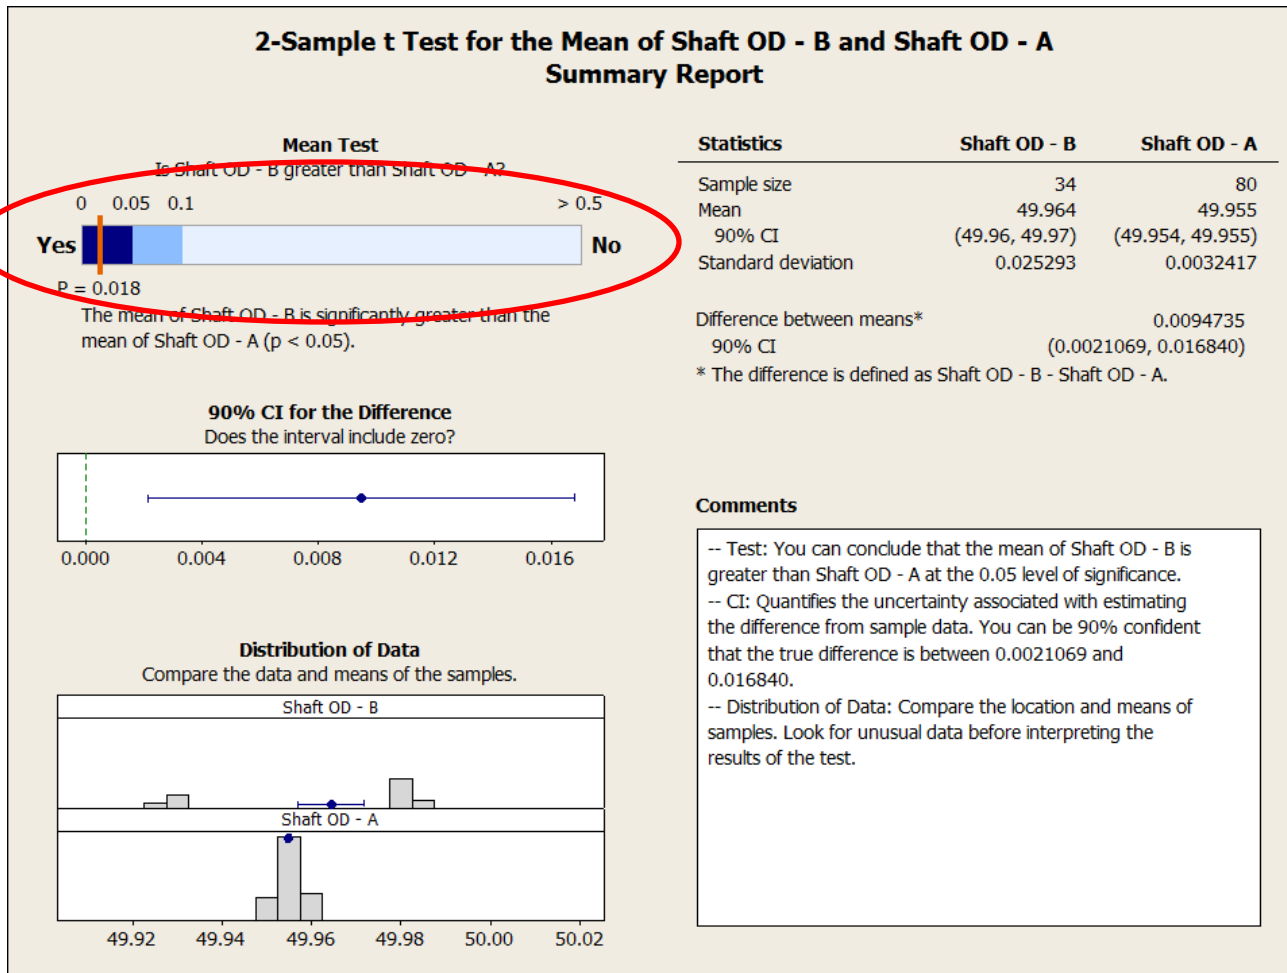 2-Sample t Test for the Mean of Shaft OD - B and Shaft OD - A
Summary Report
Mean Test
Is Shaft OD - B greater than Shaft OD - A?
0 0.05 0.1 > 0.5
Yes No
P = 0.018
The mean of Shaft OD - B is significantly greater than the
mean of Shaft OD - A (p < 0.05).
90% CI for the Difference
Does the interval include zero?
0.000 0.004 0.008 0.012 0.016
Distribution of Data
Compare the data and means of the samples.
Shaft OD - B
Shaft OD - A
49.92 49.94 49.96 49.98 50.00 50.02
Statistics Shaft OD - B Shaft OD - A
Sample size 34 80
Mean 49.964 49.955
90% CI (49.96, 49.97) (49.954, 49.955)
Standard deviation 0.025293 0.0032417
Difference between means* 0.0094735
90% CI (0.0021069, 0.016840)
* The difference is defined as Shaft OD - B - Shaft OD - A.
Comments
-- Test: You can conclude that the mean of Shaft OD - B is
greater than Shaft OD - A at the 0.05 level of significance.
-- CI: Quantifies the uncertainty associated with estimating
the difference from sample data. You can be 90% confident
that the true difference is between 0.0021069 and
0.016840.
-- Distribution of Data: Compare the location and means of
samples. Look for unusual data before interpreting the
results of the test.